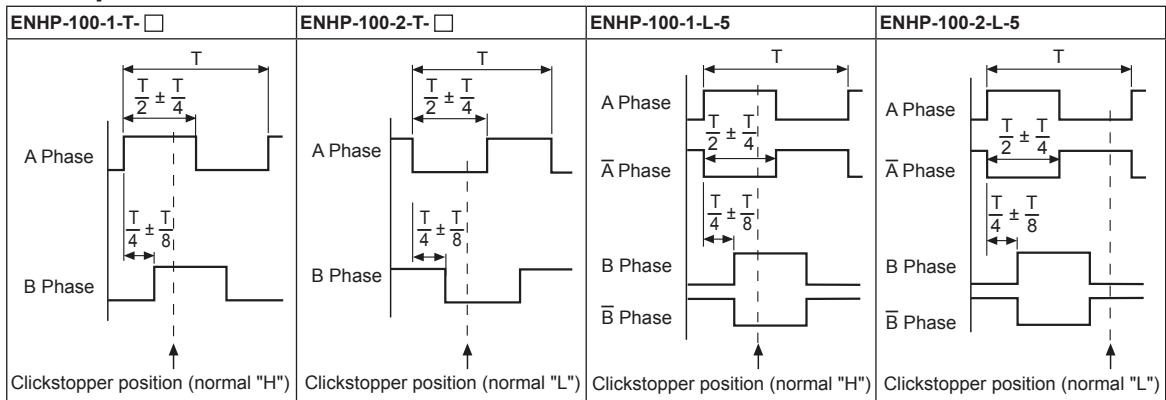 ENHP-100-1-T-□
T
T/2 ± T/4
A Phase
T/4 ± T/8
B Phase
Clickstopper position (normal "H")
ENHP-100-2-T-□
T
T/2 ± T/4
A Phase
T/4 ± T/8
B Phase
Clickstopper position (normal "L")
ENHP-100-1-L-5
T
A Phase
T/2 ± T/4
A̅ Phase
T/4 ± T/8
B Phase
B̅ Phase
Clickstopper position (normal "H")
ENHP-100-2-L-5
T
A Phase
T/2 ± T/4
A̅ Phase
T/4 ± T/8
B Phase
B̅ Phase
Clickstopper position (normal "L")